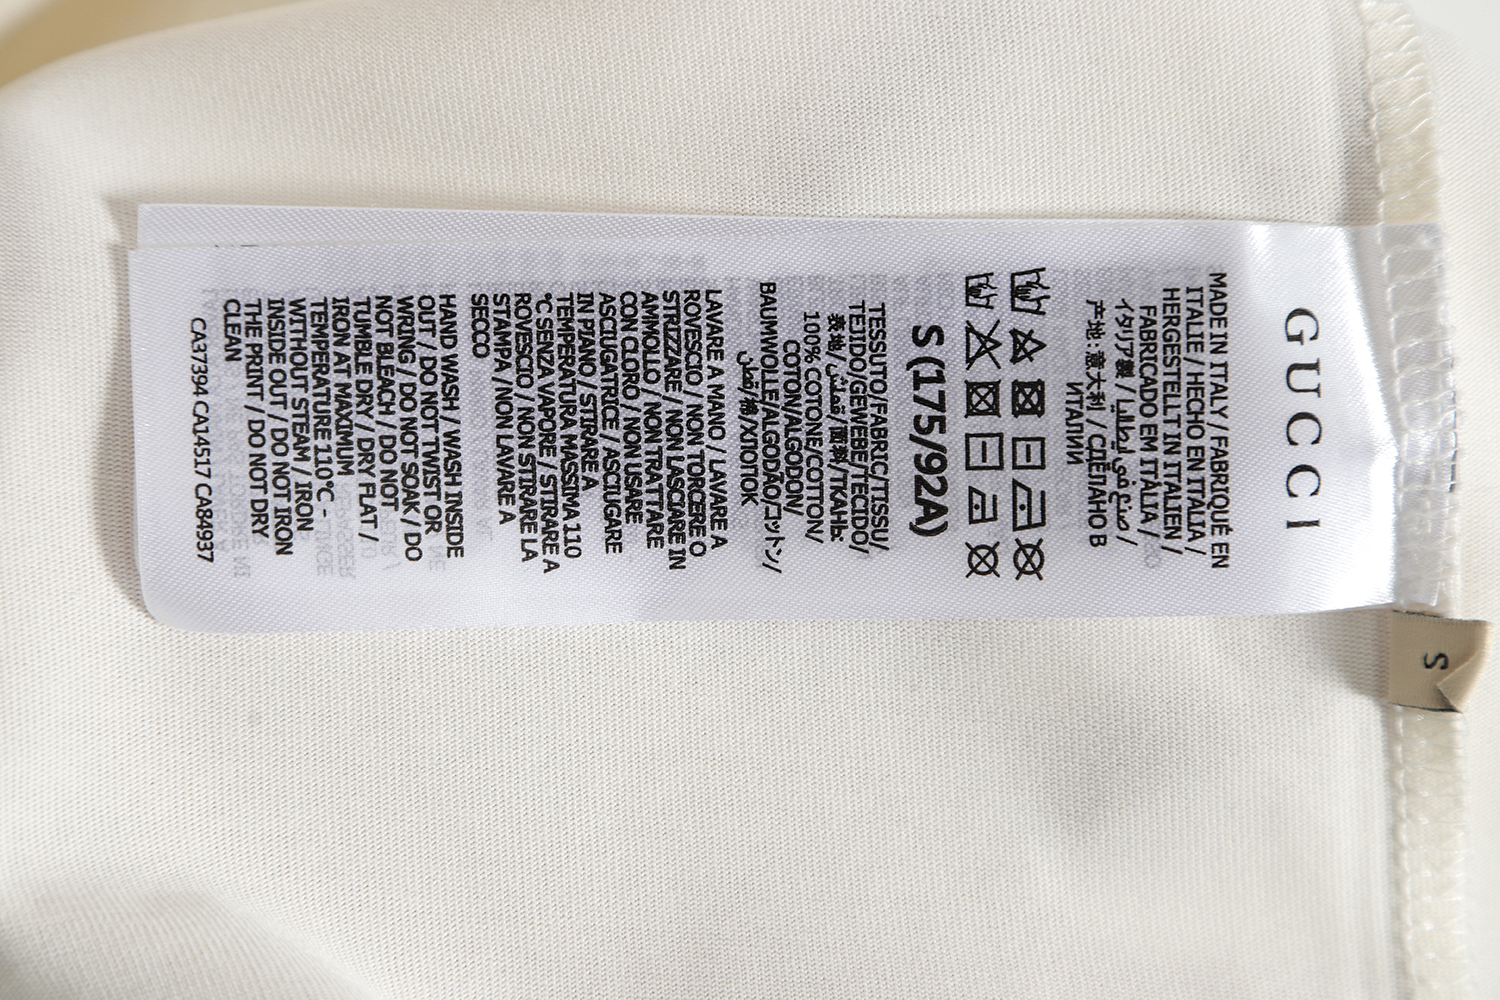 GUCCI
MADE IN ITALY / FABRIQUÉ EN
ITALIE / HECHO EN ITALIA /
HERGESTELLT IN ITALIEN /
FABRICADO EM ITÁLIA /
イタリア製 / صنع في إيطاليا /
产地 : 意大利 / СДЕЛАНО В
ИТАЛИИ
S (175/92A)
TESSUTO/FABRIC/TISSU/
TEJIDO/GEWEBE/TECIDO/
表地/قماش/面料/ТКАНЬ:
100% COTONE/COTTON/
COTON/ALGODON/
BAUMWOLLE/ALGODÃO/コットン/
قطن/棉/ХЛОПОК
LAVARE A MANO / LAVARE A
ROVESCIO / NON TORCERE O
STRIZZARE / NON LASCIARE IN
AMMOLLO / NON TRATTARE
CON CLORO / NON USARE
ASCIUGATRICE / ASCIUGARE
IN PIANO / STIRARE A
TEMPERATURA MASSIMA 110
°C SENZA VAPORE / STIRARE A
ROVESCIO / NON STIRARE LA
STAMPA / NON LAVARE A
SECCO
HAND WASH / WASH INSIDE
OUT / DO NOT TWIST OR
WRING / DO NOT SOAK / DO
NOT BLEACH / DO NOT
TUMBLE DRY / DRY FLAT /
IRON AT MAXIMUM
TEMPERATURE 110°C -
WITHOUT STEAM / IRON
INSIDE OUT / DO NOT IRON
THE PRINT / DO NOT DRY
CLEAN
CA37394 CA14517 CA84937
S